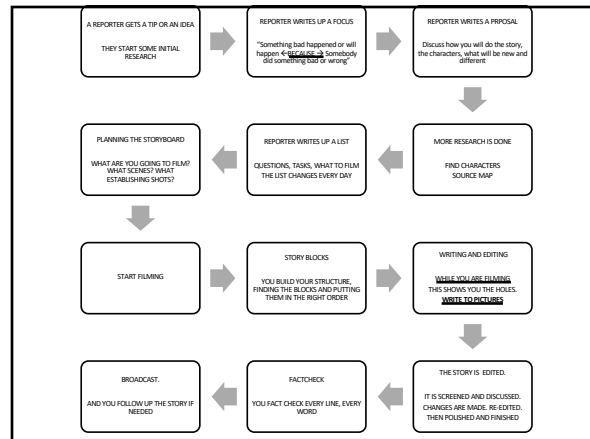 A REPORTER GETS A TIP OR AN IDEA
THEY START SOME INITIAL
RESEARCH
REPORTER WRITES UP A FOCUS
"Something bad happened or will
happen ←BECAUSE → Somebody
did something bad or wrong"
REPORTER WRITES A PRPOSAL
Discuss how you will do the story,
the characters, what will be new and
different
MORE RESEARCH IS DONE
FIND CHARACTERS
SOURCE MAP
REPORTER WRITES UP A LIST
QUESTIONS, TASKS, WHAT TO FILM
THE LIST CHANGES EVERY DAY
PLANNING THE STORYBOARD
WHAT ARE YOU GOING TO FILM?
WHAT SCENES? WHAT
ESTABLISHING SHOTS?
START FILMING
STORY BLOCKS
YOU BUILD YOUR STRUCTURE,
FINDING THE BLOCKS AND PUTTING
THEM IN THE RIGHT ORDER
WRITING AND EDITING
WHILE YOU ARE FILMING
THIS SHOWS YOU THE HOLES.
WRITE TO PICTURES
THE STORY IS EDITED.
IT IS SCREENED AND DISCUSSED.
CHANGES ARE MADE. RE-EDITED.
THEN POLISHED AND FINISHED
FACTCHECK
YOU FACT CHECK EVERY LINE, EVERY
WORD
BROADCAST.
AND YOU FOLLOW UP THE STORY IF
NEEDED